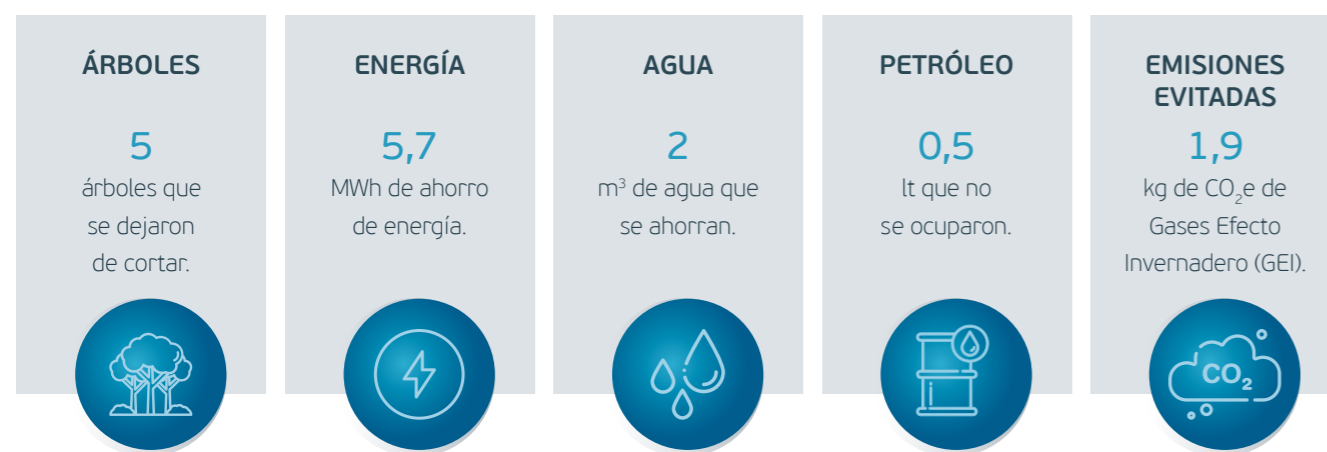 ÁRBOLES
5
árboles que
se dejaron
de cortar.
ENERGÍA
5,7
MWh de ahorro
de energía.
AGUA
2
m³ de agua que
se ahorran.
PETRÓLEO
0,5
lt que no
se ocuparon.
EMISIONES
EVITADAS
1,9
kg de CO₂e de
Gases Efecto
Invernadero (GEI).
CO₂